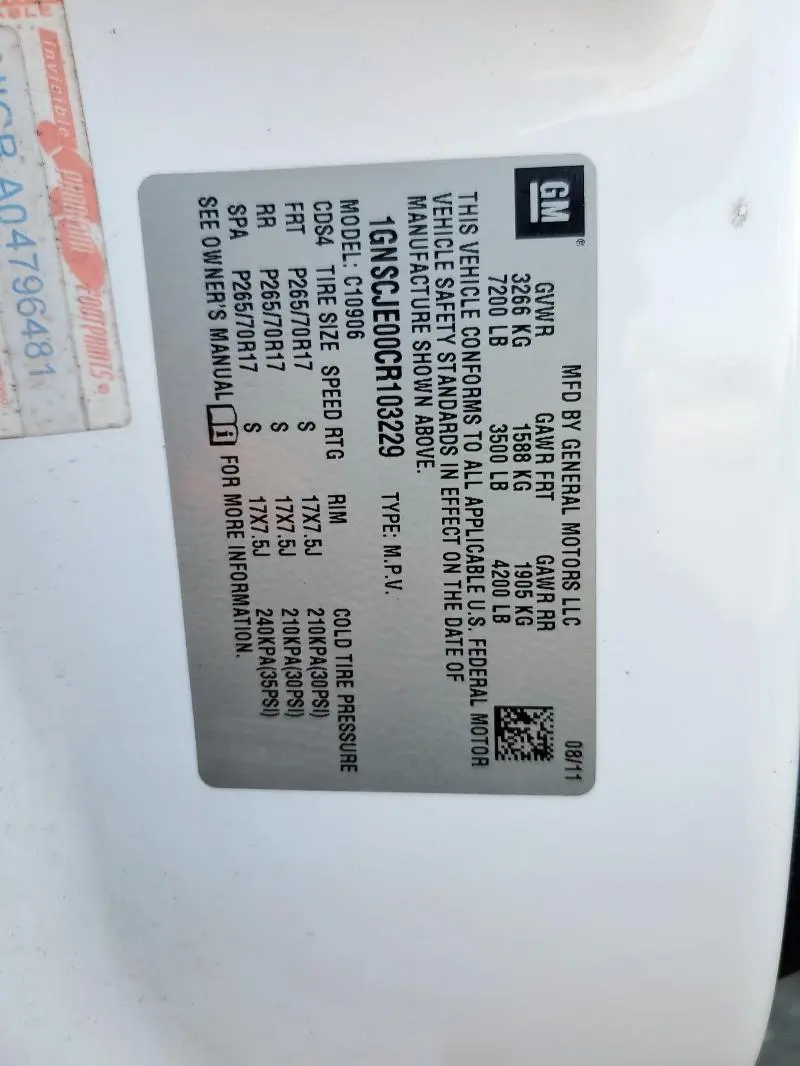 GM®
MFD BY GENERAL MOTORS LLC 08/11
GVWR GAWR FRT GAWR RR
3266 KG 1588 KG 1905 KG
7200 LB 3500 LB 4200 LB
THIS VEHICLE CONFORMS TO ALL APPLICABLE U.S. FEDERAL MOTOR
VEHICLE SAFETY STANDARDS IN EFFECT ON THE DATE OF
MANUFACTURE SHOWN ABOVE.
1GNSCJE00CR103229 TYPE: M.P.V.
MODEL: C10906
CDS4 TIRE SIZE SPEED RTG RIM COLD TIRE PRESSURE
FRT P265/70R17 S 17X7.5J 210KPA(30PSI)
RR P265/70R17 S 17X7.5J 210KPA(30PSI)
SPA P265/70R17 S 17X7.5J 240KPA(35PSI)
SEE OWNER'S MANUAL i FOR MORE INFORMATION.
Invisible
FOOTPRINTS®
A04796481